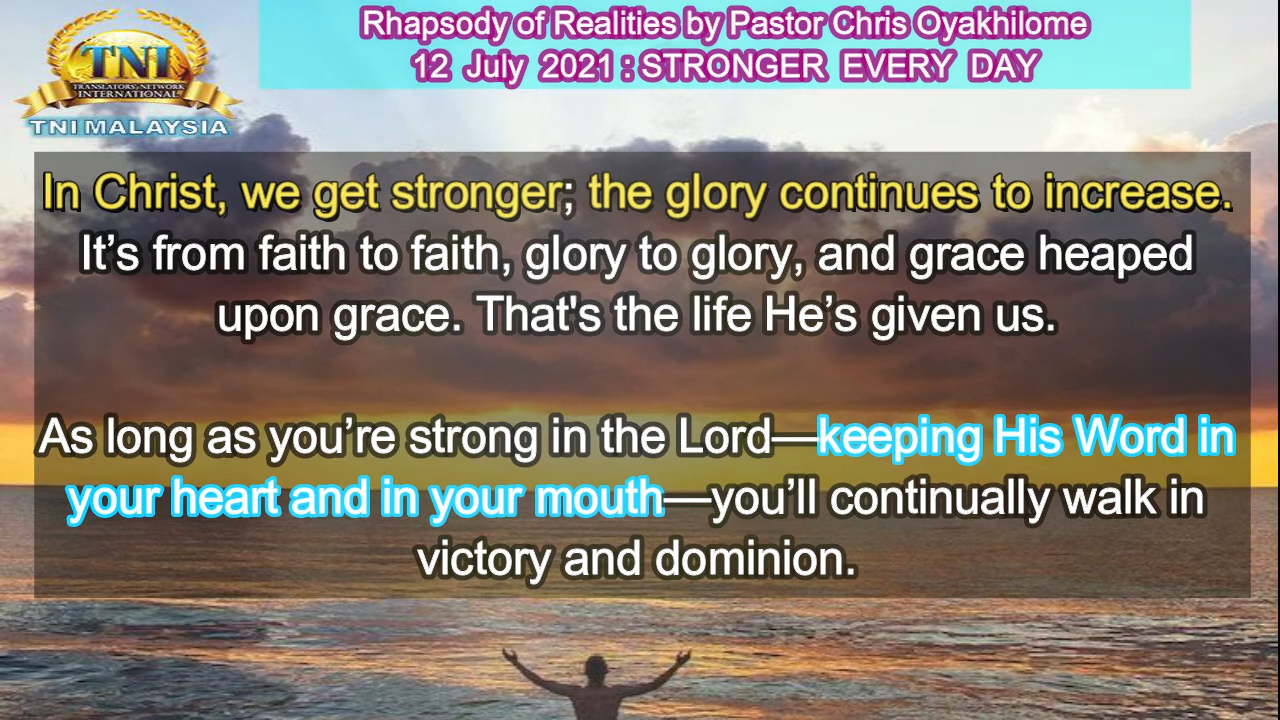 Rhapsody of Realities by Pastor Chris Oyakhilome
12 July 2021 : STRONGER EVERY DAY
TNI
TRANSLATORS NETWORK
INTERNATIONAL
TNI MALAYSIA
In Christ, we get stronger; the glory continues to increase.
It’s from faith to faith, glory to glory, and grace heaped
upon grace. That's the life He’s given us.
As long as you’re strong in the Lord—keeping His Word in
your heart and in your mouth—you’ll continually walk in
victory and dominion.